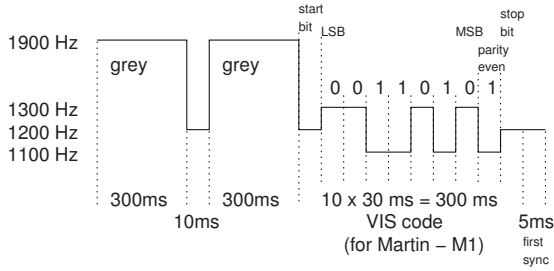 start
bit
LSB
MSB
stop
bit
parity
even
1900 Hz
grey
grey
0 0 1 1 0 1 0 1
1300 Hz
1200 Hz
1100 Hz
300ms
300ms
10 x 30 ms = 300 ms
10ms
VIS code
5ms
(for Martin − M1)
first
sync